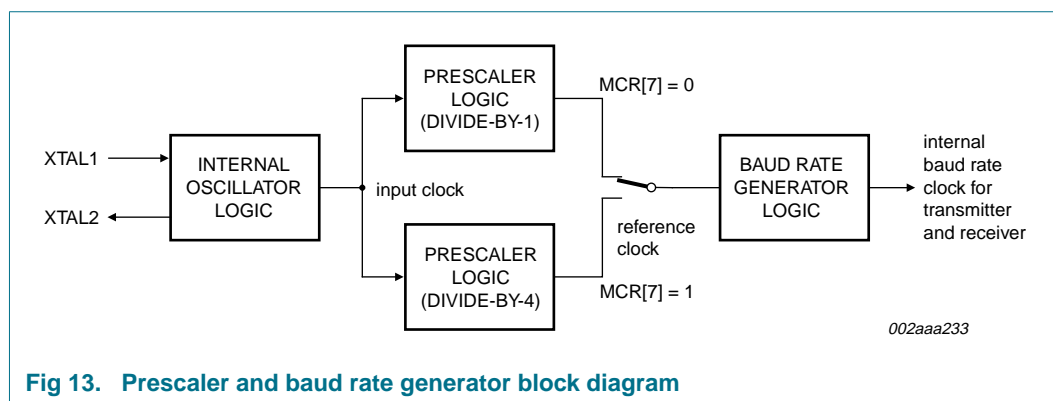 PRESCALER
LOGIC
(DIVIDE-BY-1)
MCR[7] = 0
XTAL1
XTAL2
INTERNAL
OSCILLATOR
LOGIC
input clock
BAUD RATE
GENERATOR
LOGIC
internal
baud rate
clock for
transmitter
and receiver
reference
clock
PRESCALER
LOGIC
(DIVIDE-BY-4)
MCR[7] = 1
002aaa233
Fig 13. Prescaler and baud rate generator block diagram